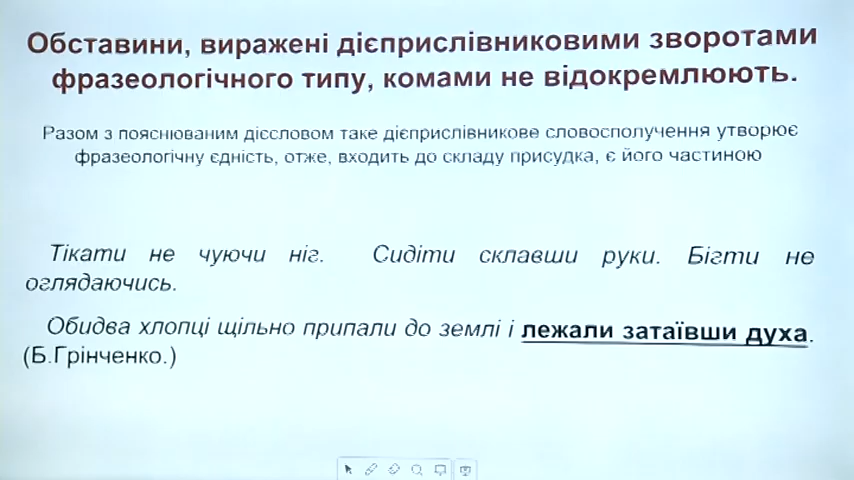 Обставини, виражені дієприслівниковими зворотами
фразеологічного типу, комами не відокремлюють.
Разом з пояснюваним дієсловом таке дієприслівникове словосполучення утворює
фразеологічну єдність, отже, входить до складу присудка, є його частиною
Тікати не чуючи ніг. Сидіти склавши руки. Бігти не
оглядаючись.
Обидва хлопці щільно припали до землі і лежали затаївши духа.
(Б.Грінченко.)